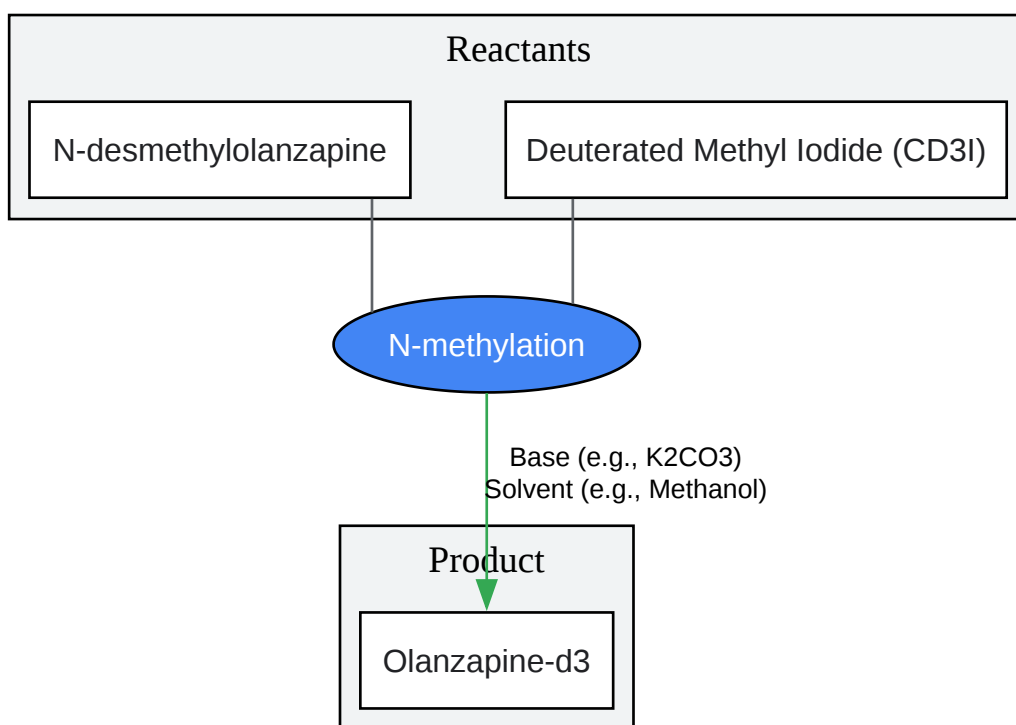 Reactants
N-desmethylolanzapine
Deuterated Methyl Iodide (CD3I)
N-methylation
Base (e.g., K2CO3)
Solvent (e.g., Methanol)
Product
Olanzapine-d3